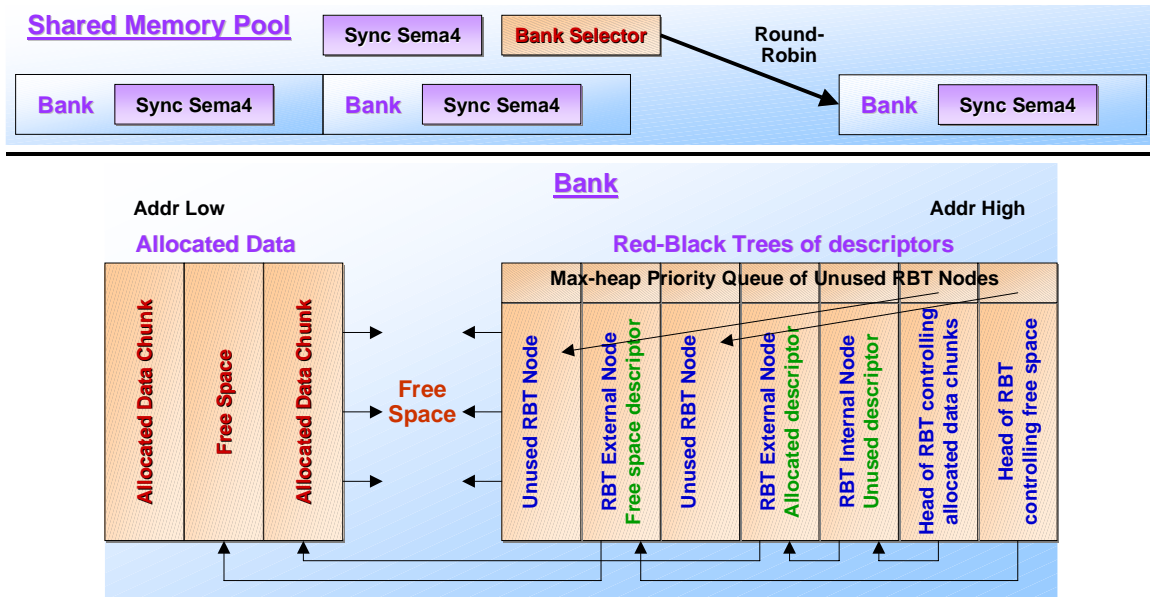 Shared Memory Pool
Sync Sema4
Bank Selector
Round-
Robin
Bank
Sync Sema4
Bank
Sync Sema4
Bank
Sync Sema4
Bank
Addr Low
Addr High
Allocated Data
Red-Black Trees of descriptors
Max-heap Priority Queue of Unused RBT Nodes
Allocated Data Chunk
Free Space
Allocated Data Chunk
Free
Space
Unused RBT Node
RBT External Node
Free space descriptor
Unused RBT Node
RBT External Node
Allocated descriptor
RBT Internal Node
Unused descriptor
Head of RBT controlling
allocated data chunks
Head of RBT
controlling free space